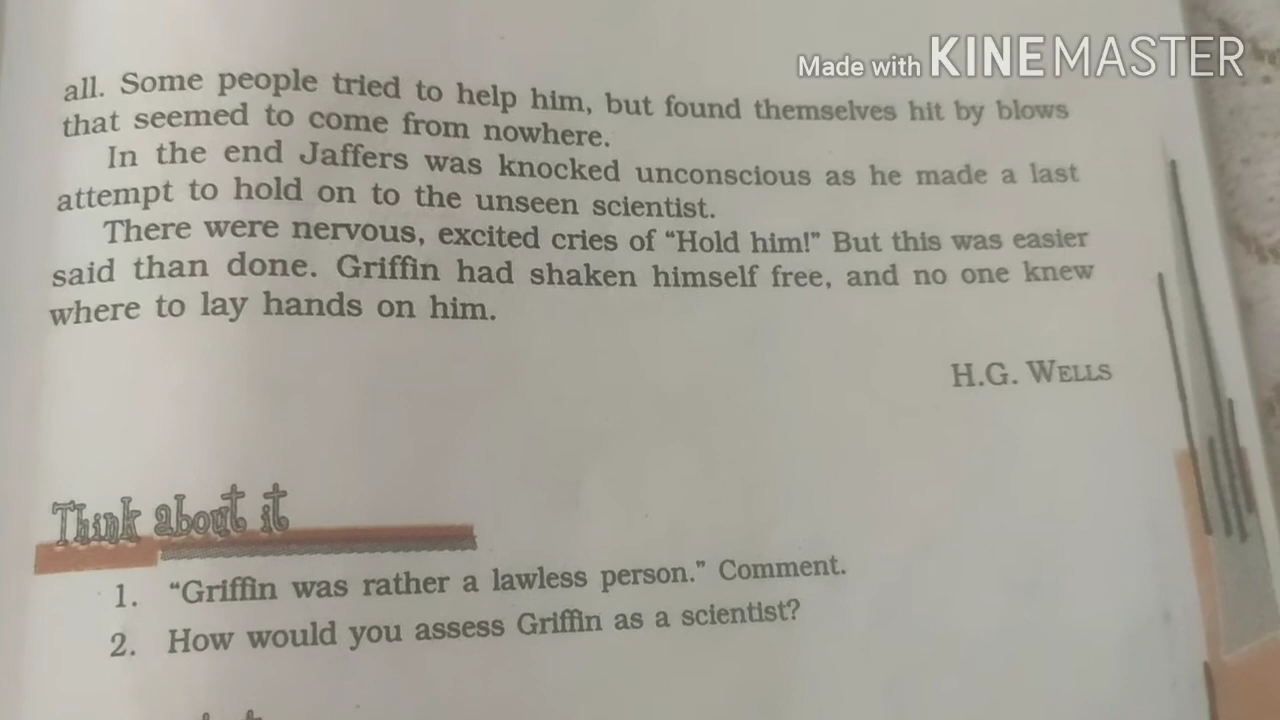 Made with KINEMASTER
all. Some people tried to help him, but found themselves hit by blows
that seemed to come from nowhere.
In the end Jaffers was knocked unconscious as he made a last
attempt to hold on to the unseen scientist.
There were nervous, excited cries of “Hold him!” But this was easier
said than done. Griffin had shaken himself free, and no one knew
where to lay hands on him.
H.G. WELLS
Think about it
1. “Griffin was rather a lawless person.” Comment.
2. How would you assess Griffin as a scientist?